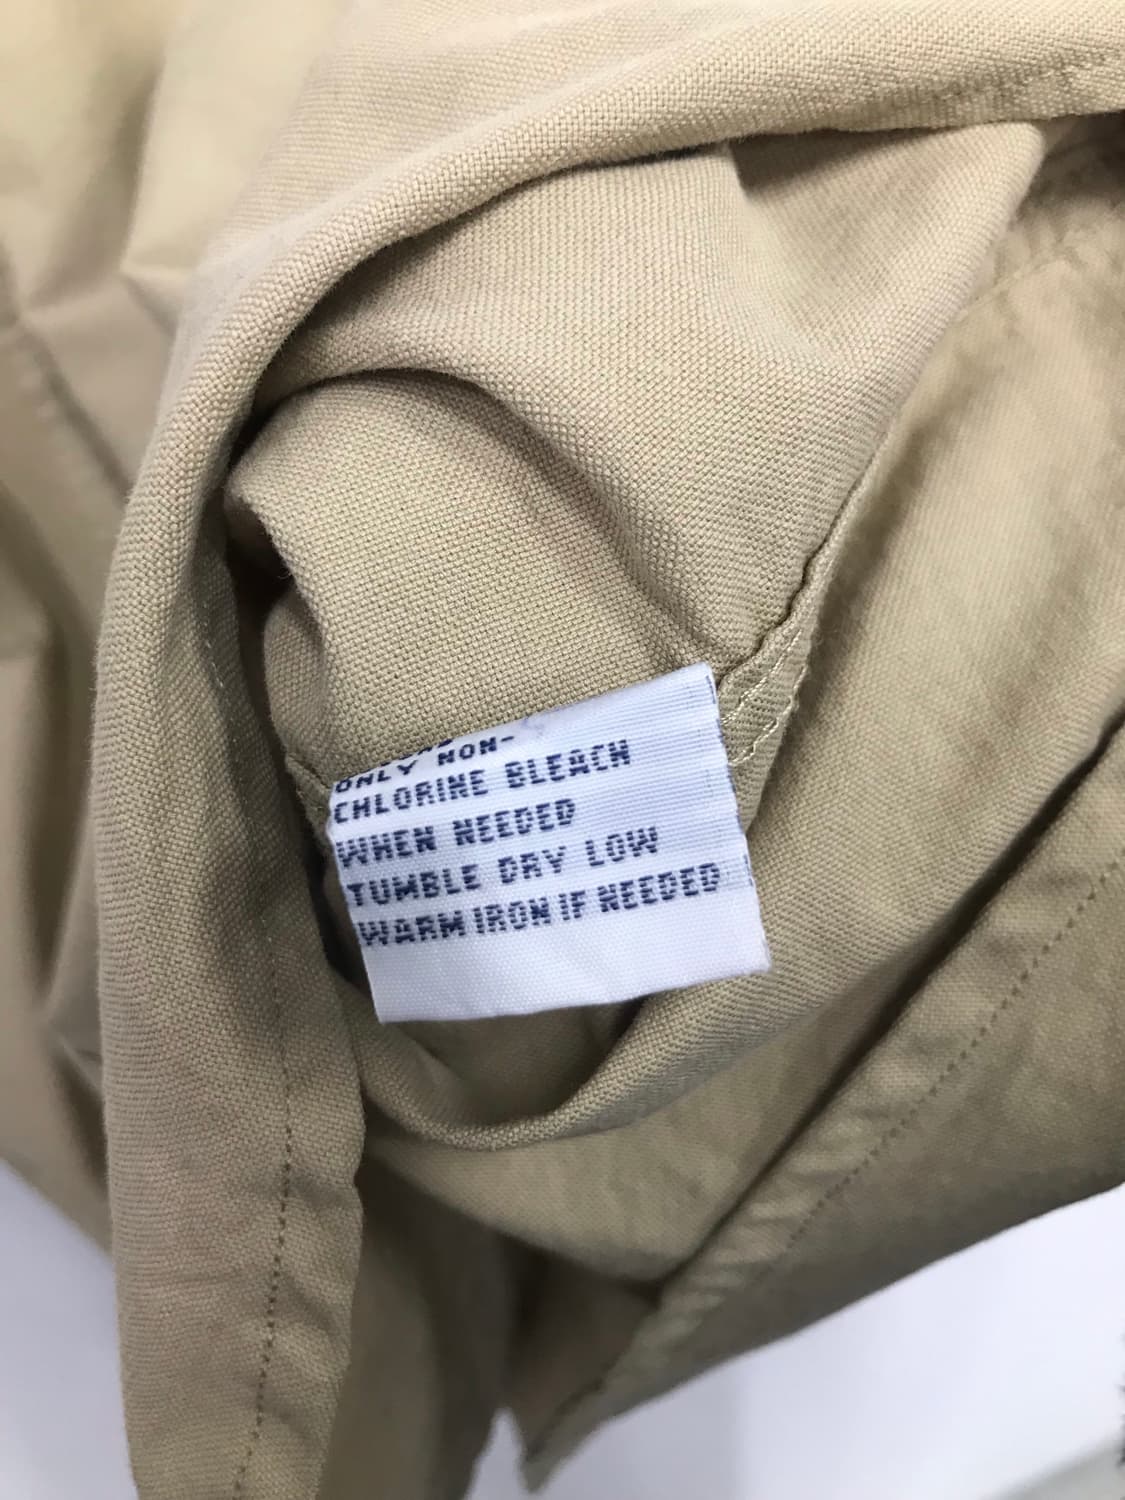 ONLY NON-
CHLORINE BLEACH
WHEN NEEDED
TUMBLE DRY LOW
WARM IRON IF NEEDED